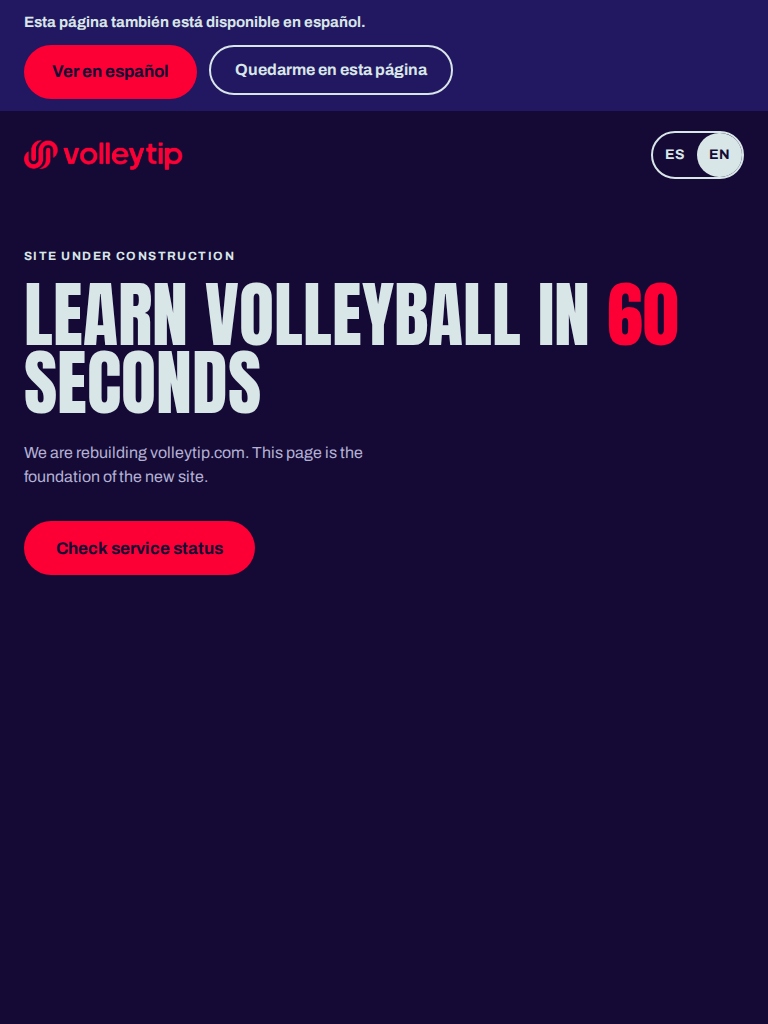 Esta página también está disponible en español.
Ver en español
Quedarme en esta página
volleytip
ES EN
SITE UNDER CONSTRUCTION
LEARN VOLLEYBALL IN 60
SECONDS
We are rebuilding volleytip.com. This page is the
foundation of the new site.
Check service status